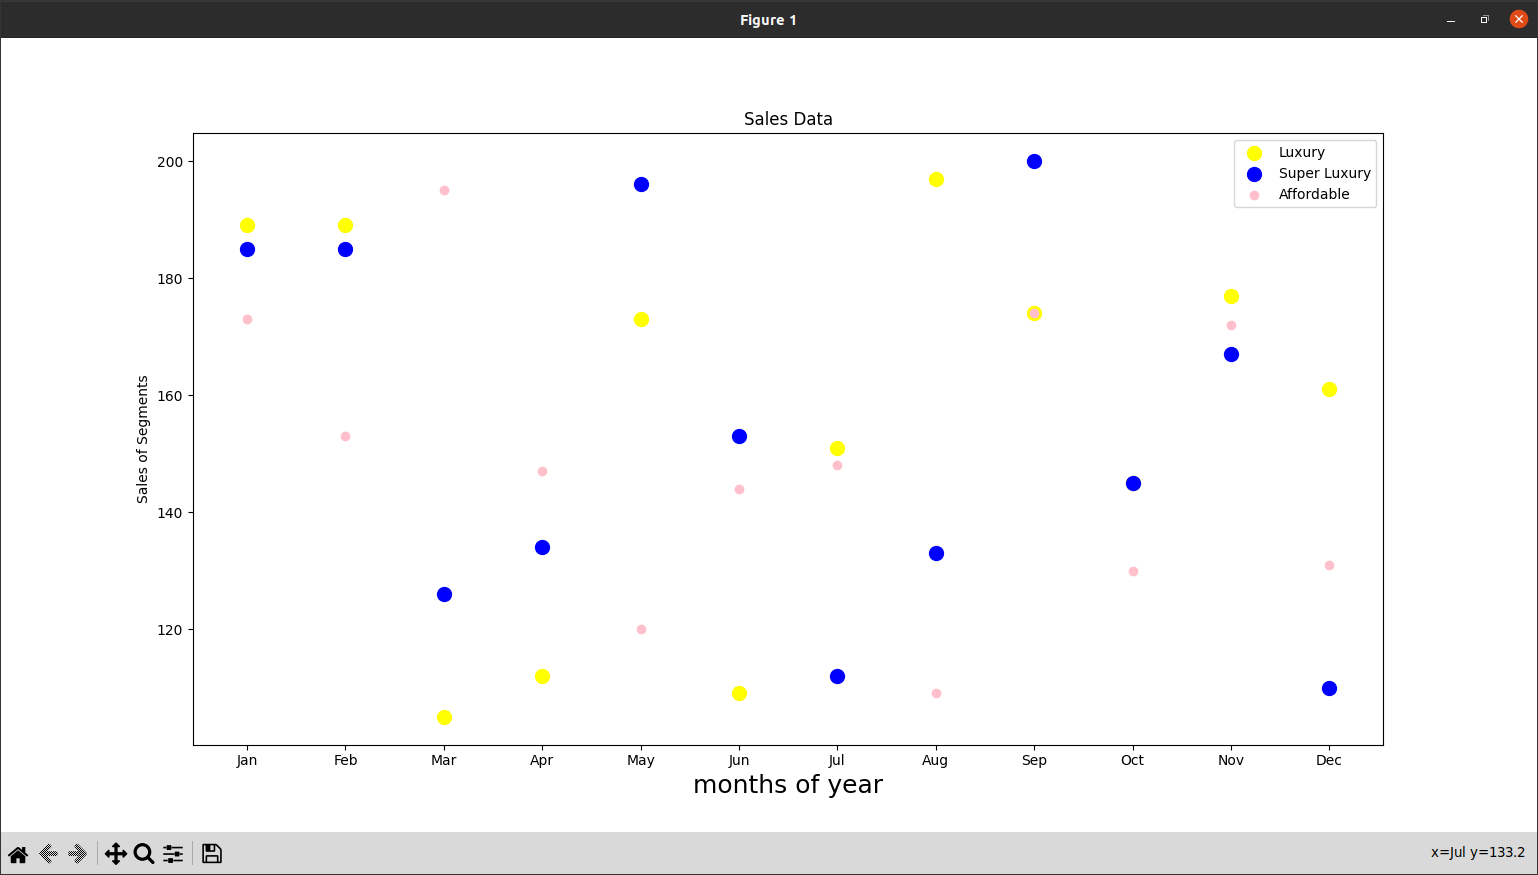 Figure 1
Sales Data
Luxury
Super Luxury
Affordable
Sales of Segments
200
180
160
140
120
Jan Feb Mar Apr May Jun Jul Aug Sep Oct Nov Dec
months of year
x=Jul y=133.2